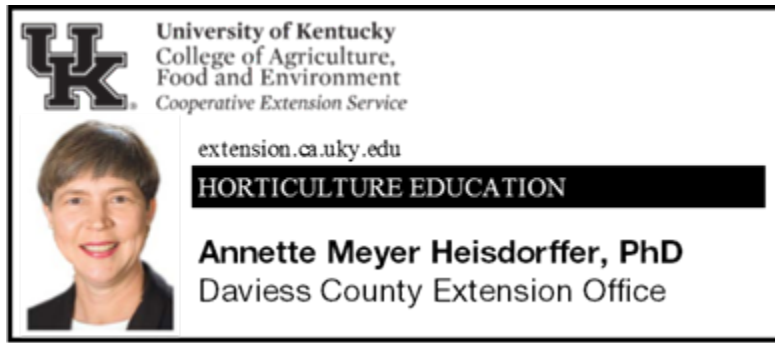 UK
University of Kentucky
College of Agriculture,
Food and Environment
Cooperative Extension Service
extension.ca.uky.edu
HORTICULTURE EDUCATION
Annette Meyer Heisdorffer, PhD
Daviess County Extension Office